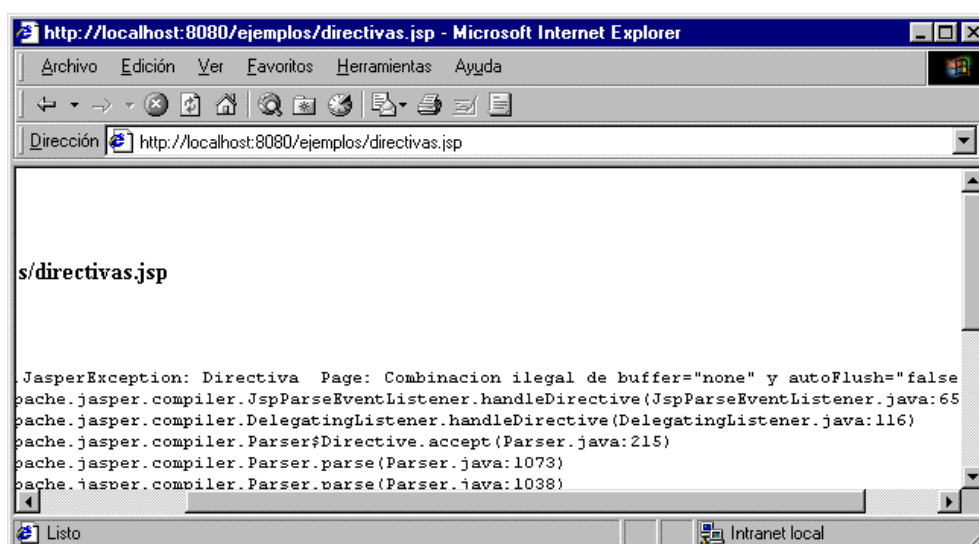 http://localhost:8080/ejemplos/directivas.jsp - Microsoft Internet Explorer
Archivo Edición Ver Favoritos Herramientas Ayuda
Dirección http://localhost:8080/ejemplos/directivas.jsp
s/directivas.jsp
.JasperException: Directiva Page: Combinacion ilegal de buffer="none" y autoFlush="false
pache.jasper.compiler.JspParseEventListener.handleDirective(JspParseEventListener.java:65
pache.jasper.compiler.DelegatingListener.handleDirective(DelegatingListener.java:116)
pache.jasper.compiler.Parser$Directive.accept(Parser.java:215)
pache.jasper.compiler.Parser.parse(Parser.java:1073)
pache.jasper.compiler.Parser.parse(Parser.java:1038)
Listo Intranet local